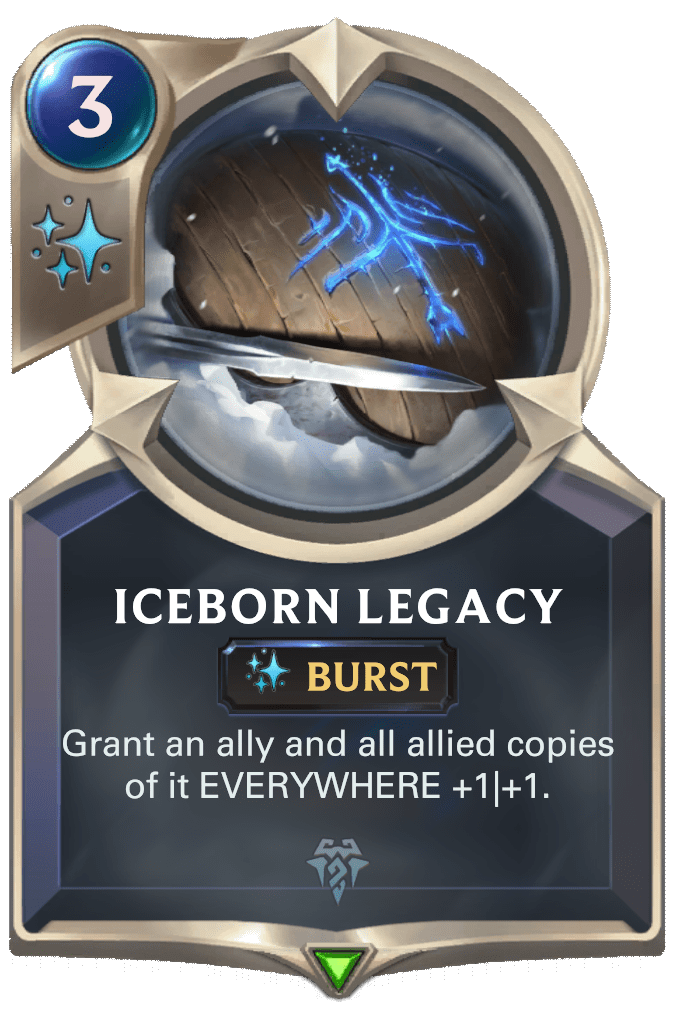 3
ICEBORN LEGACY
BURST
Grant an ally and all allied copies
of it EVERYWHERE +1|+1.